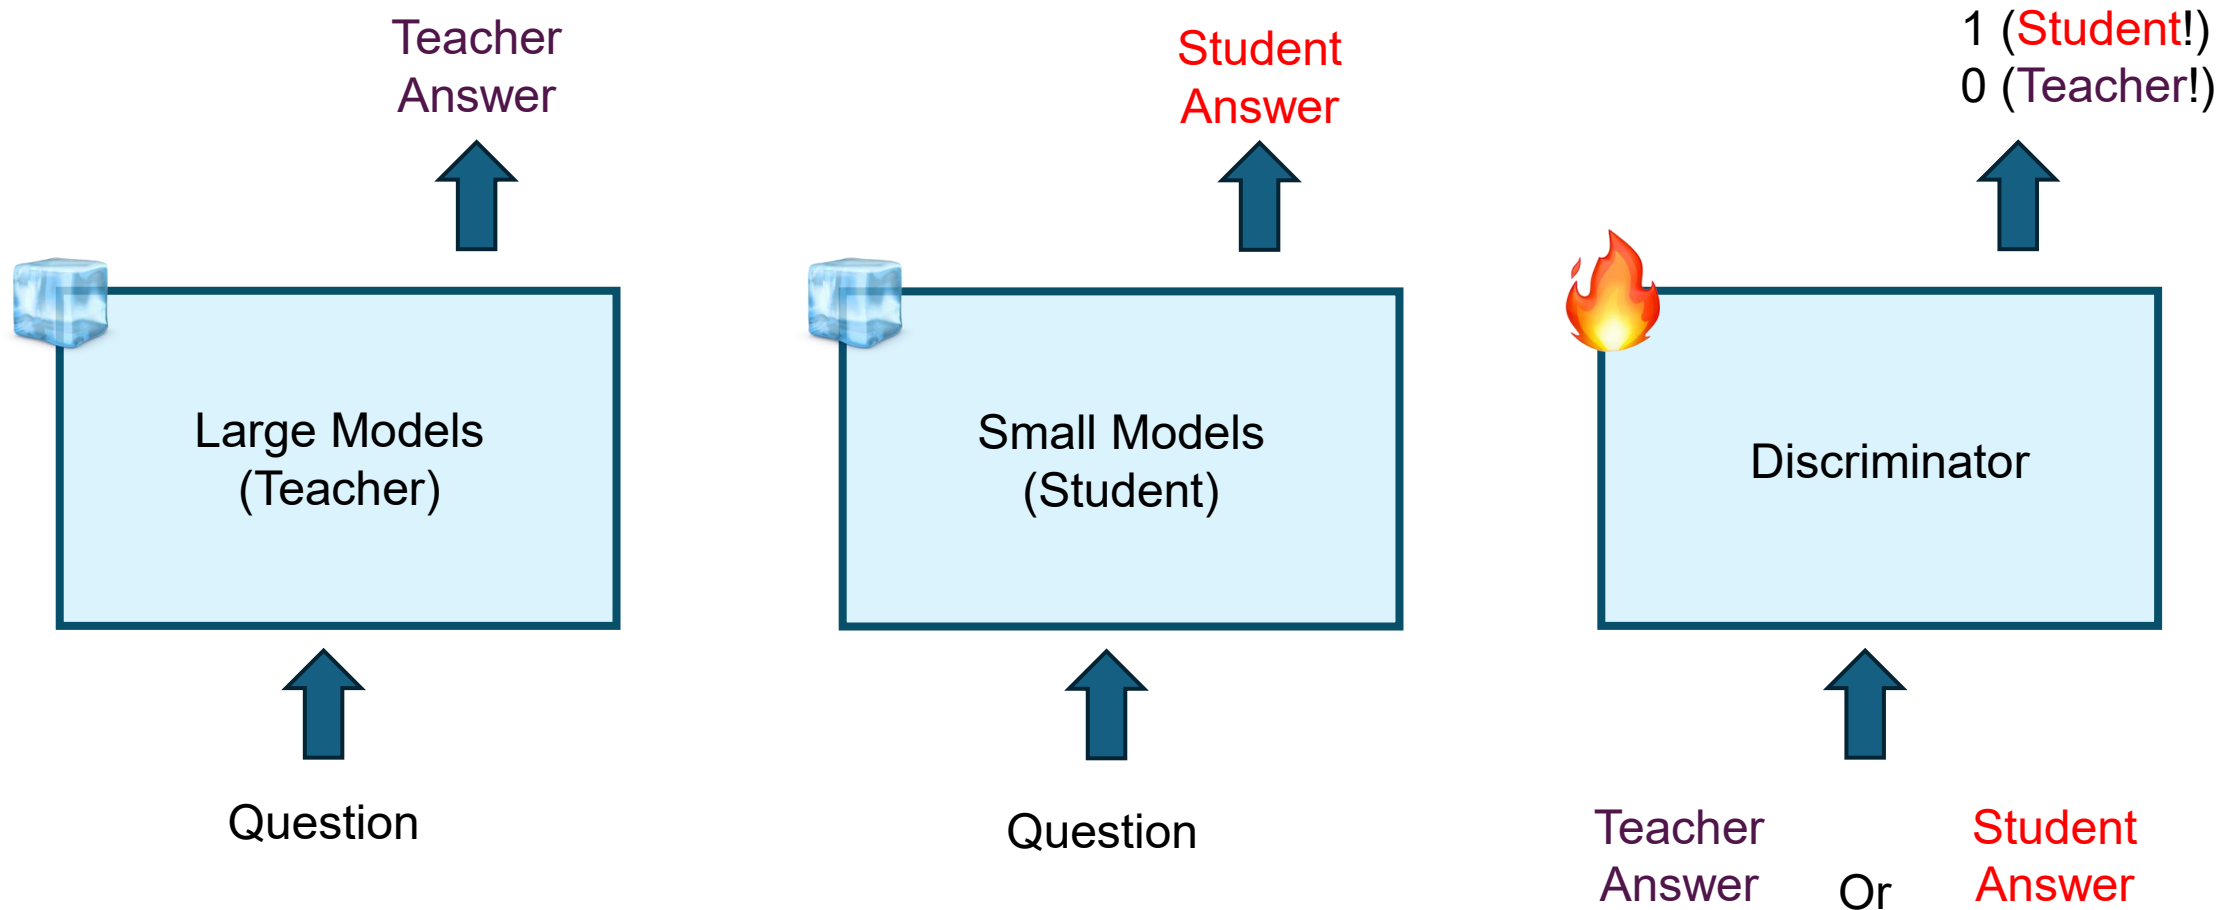 Teacher
Answer
Student
Answer
1 (Student!)
0 (Teacher!)
Large Models
(Teacher)
Small Models
(Student)
Discriminator
Question
Question
Teacher
Answer
Or
Student
Answer